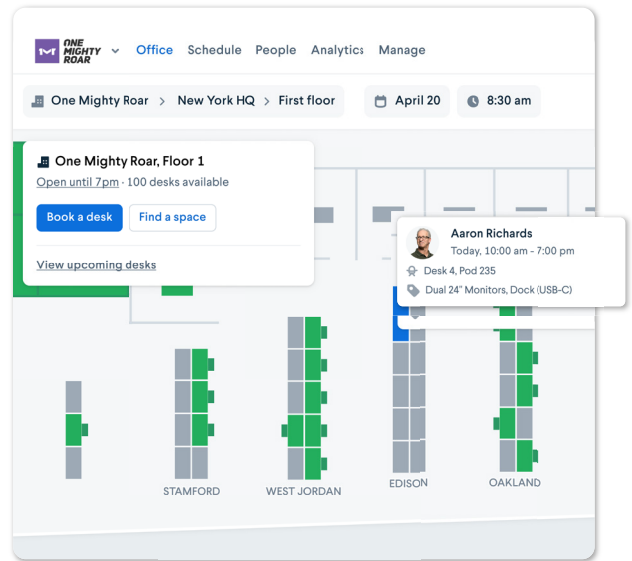 ONE
MIGHTY
ROAR
Office Schedule People Analytics Manage
One Mighty Roar > New York HQ > First floor April 20 8:30 am
One Mighty Roar, Floor 1
Open until 7pm · 100 desks available
Book a desk Find a space
View upcoming desks
Aaron Richards
Today, 10:00 am - 7:00 pm
Desk 4, Pod 235
Dual 24" Monitors, Dock (USB-C)
STAMFORD WEST JORDAN EDISON OAKLAND